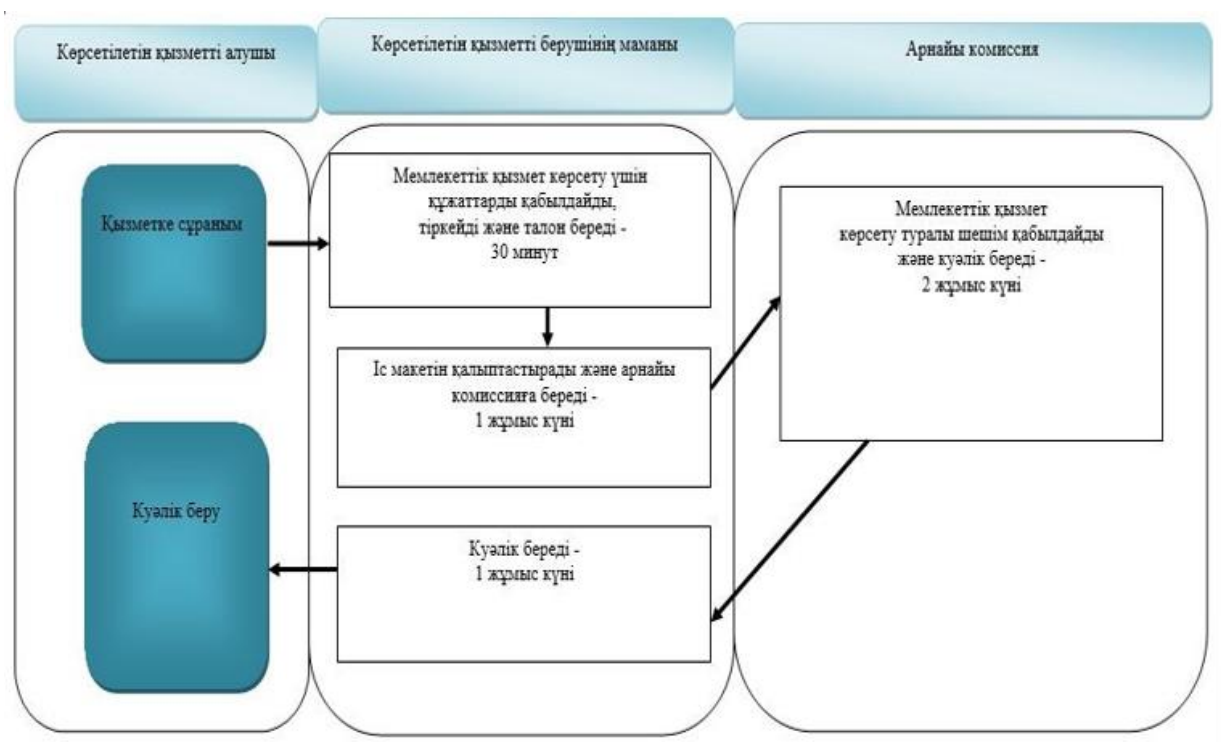 Көрсетілетін қызметті алушы
Көрсетілетін қызметті берушінің маманы
Арнайы комиссия
Қызметке сұраным
Мемлекеттік қызмет көрсету үшін
құжаттарды қабылдайды,
тіркейді және талон береді -
30 минут
Мемлекеттік қызмет
көрсету туралы шешім қабылдайды
және куәлік береді -
2 жұмыс күні
Іс макетін қалыптастырады және арнайы
комиссияға береді -
1 жұмыс күні
Куәлік беру
Куәлік береді -
1 жұмыс күні